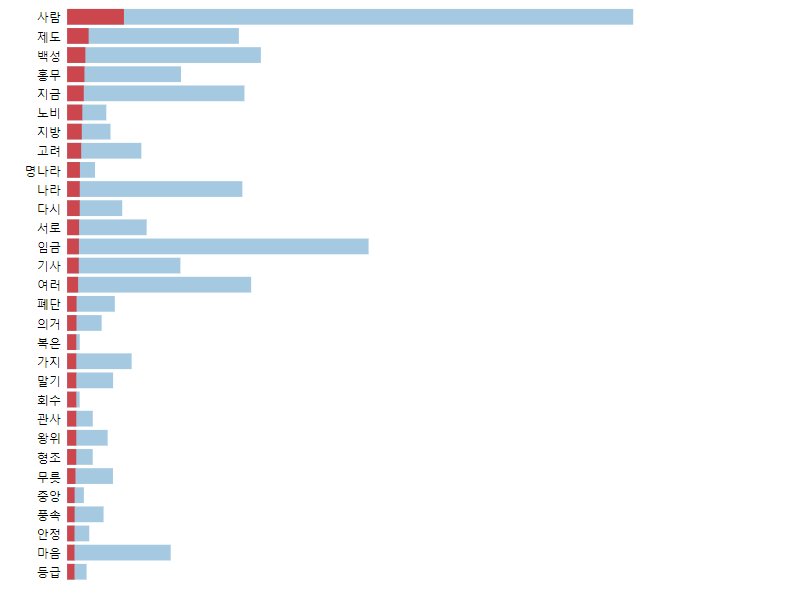 사람
제도
백성
홍무
지금
노비
지방
고려
명나라
나라
다시
서로
임금
기사
여러
폐단
의거
복은
가지
말기
회수
관사
왕위
형조
무릇
중앙
풍속
안정
마음
등급